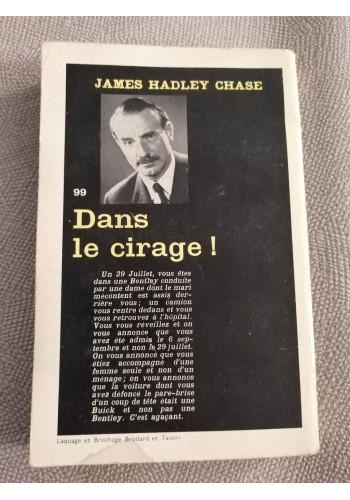 JAMES HADLEY CHASE
99
Dans
le cirage !
Un 29 Juillet, vous êtes
dans une Bentley conduite
par une dame dont le mari
mécontent est assis der-
rière vous ; un camion
vous rentre dedans et vous
vous retrouvez à l'hôpital.
Vous vous réveillez et on
vous annonce que vous
avez été admis le 6 sep-
tembre et non le 29 juillet.
On vous annonce que vous
étiez accompagné d'une
femme seule et non d'un
ménage ; on vous annonce
que la voiture dont vous
avez défoncé le pare-brise
d'un coup de tête était une
Buick et non pas une
Bentley. C'est agaçant.
Laquage et Brochage Brodard et Taupin